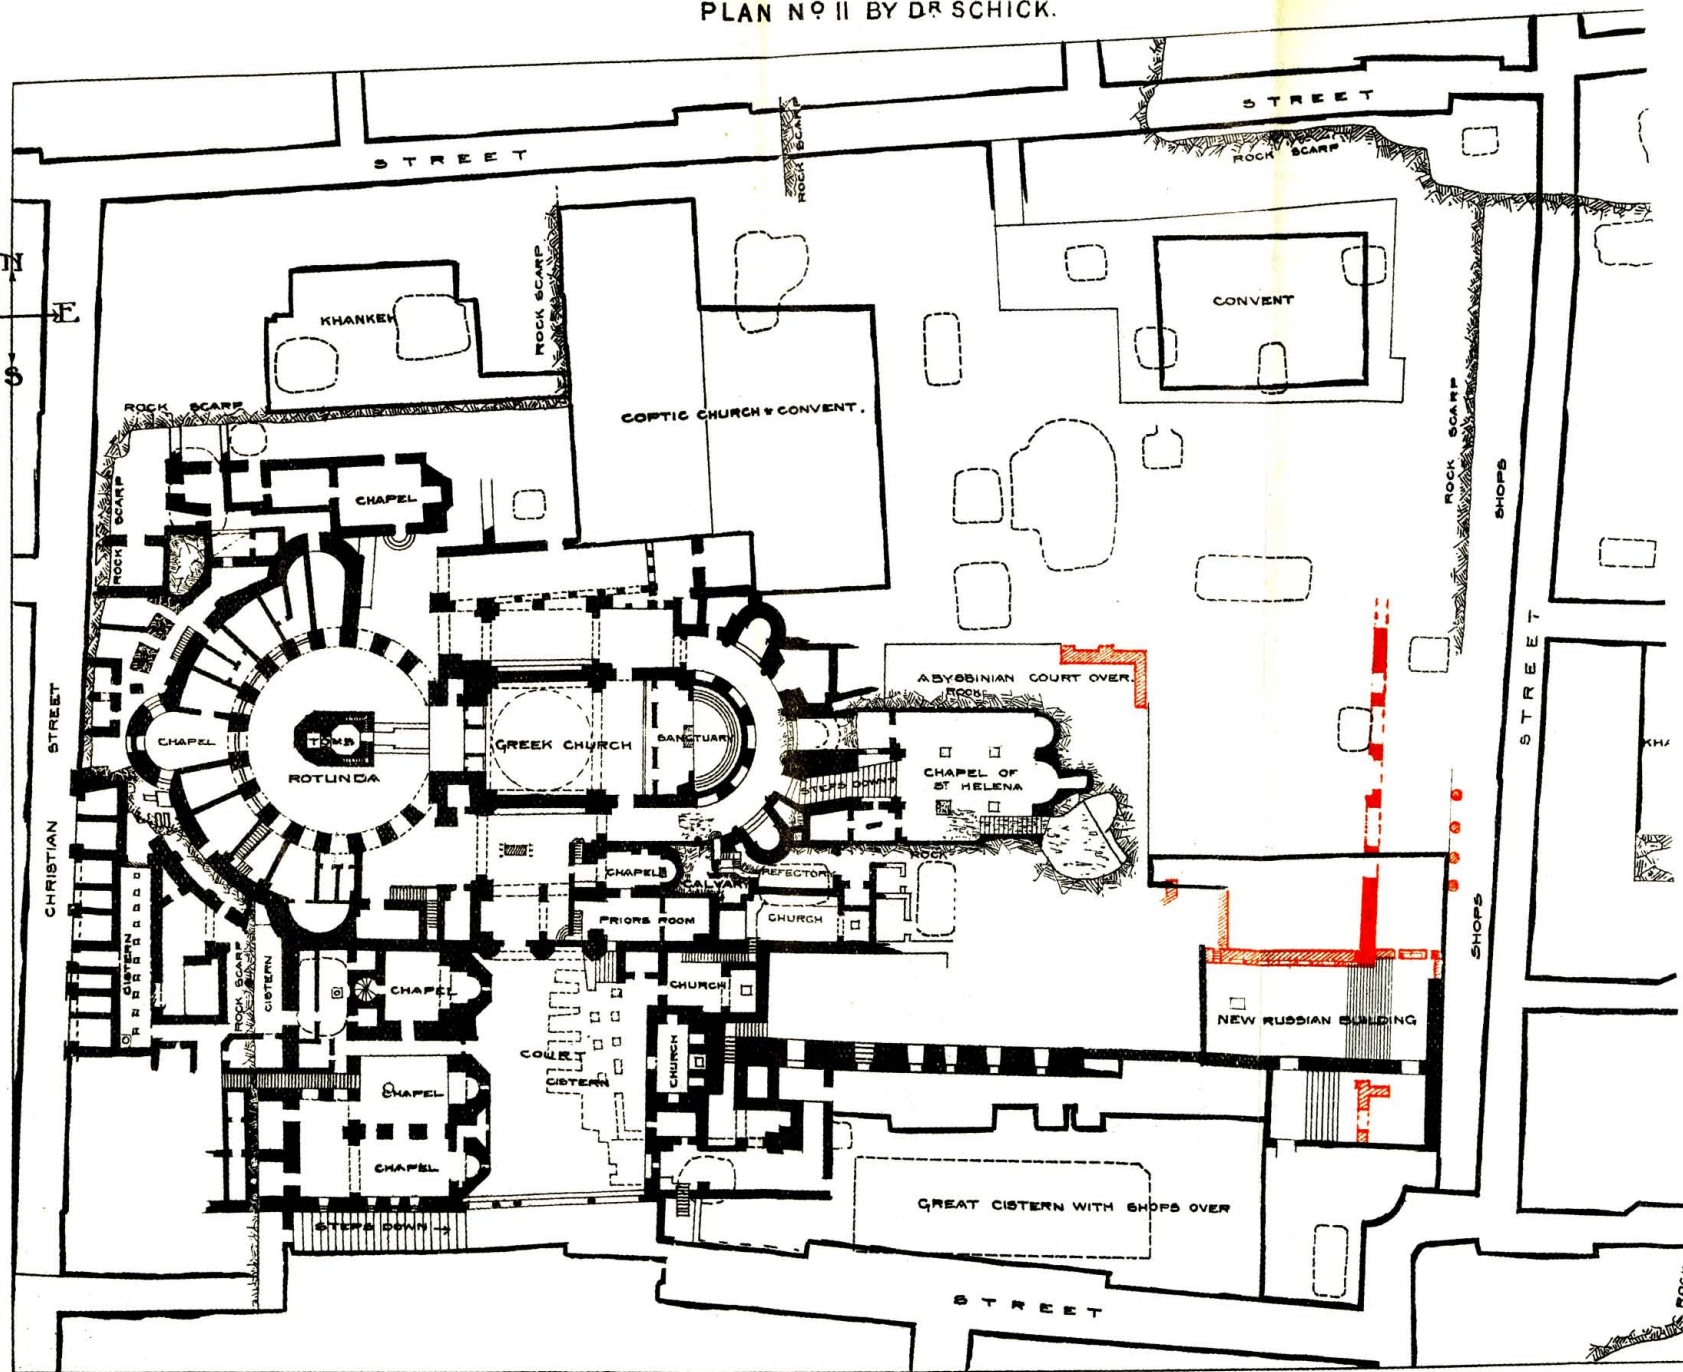 PLAN Nº II BY DR SCHICK.
STREET
STREET
ROCK SCARP
ROCK SCARP
N
E
S
KHANKEH
ROCK SCARP
CONVENT
COPTIC CHURCH & CONVENT.
ROCK SCARP
ROCK SCARP
CHAPEL
ROCK SCARP
SHOPS
STREET
ABYSSINIAN COURT OVER.
ROCK
CHRISTIAN STREET
CHAPEL
TOMB
ROTUNDA
GREEK CHURCH
SANCTUARY
STEPS DOWN
CHAPEL OF
ST HELENA
ROCK
CHAPEL
CALVARY
REFECTORY
PRIORS ROOM
CHURCH
CISTERN
ROCK SCARP
CISTERN
CHAPEL
CHURCH
SHOPS
NEW RUSSIAN BUILDING
COURT
CISTERN
CHURCH
CHAPEL
CHAPEL
GREAT CISTERN WITH SHOPS OVER
STEPS DOWN
STREET